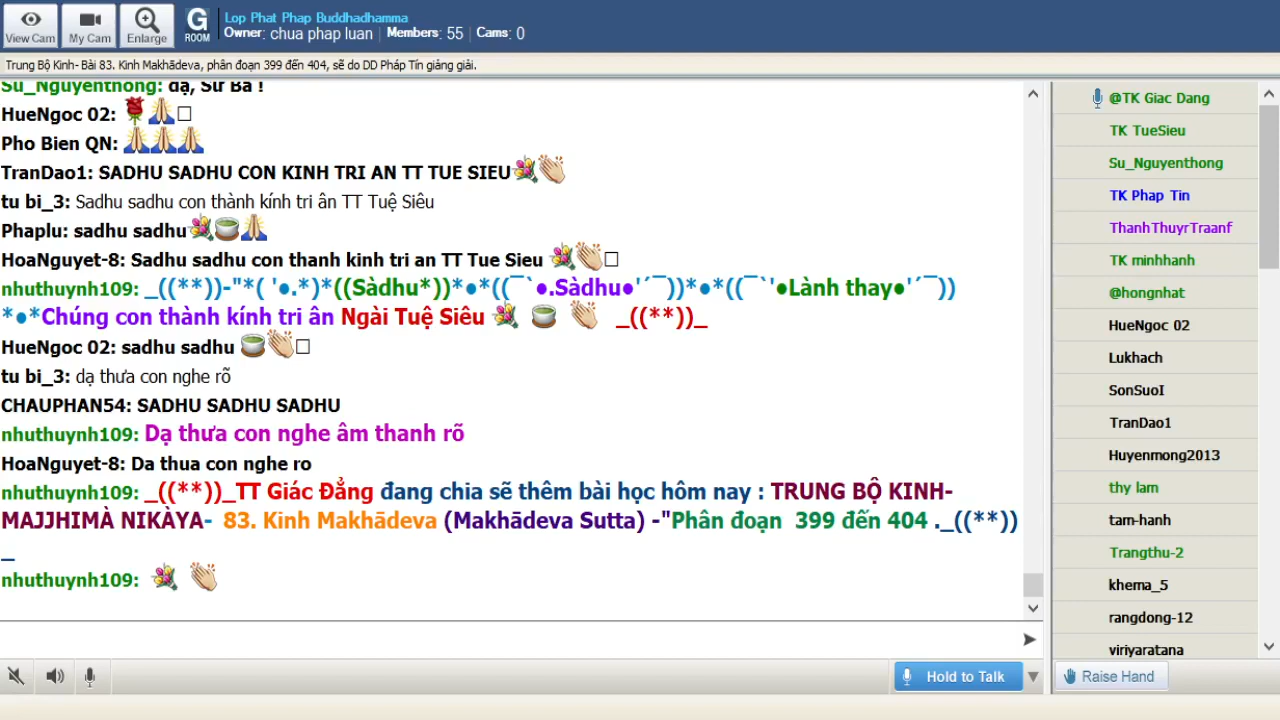 View Cam
My Cam
Enlarge
G
ROOM
Lop Phat Phap Buddhadhamma
Owner: chua phap luan | Members: 55 | Cams: 0
Trung Bộ Kinh- Bài 83. Kinh Makhādeva, phân đoạn 399 đến 404, sẽ do DD Pháp Tín giảng giải.
Su_Nguyenthong: dạ, Sư Bá !
HueNgoc 02: 🌹🙏□
Pho Bien QN: 🙏🙏🙏
TranDao1: SADHU SADHU CON KINH TRI AN TT TUE SIEU💐👏
tu bi_3: Sadhu sadhu con thành kính tri ân TT Tuệ Siêu
Phaplu: sadhu sadhu💐🍵🙏
HoaNguyet-8: Sadhu sadhu con thanh kinh tri an TT Tue Sieu 💐👏□
nhuthuynh109: _((**))-"*( '●.*)*((Sàdhu*))*●*((¯`●.Sàdhu●'´¯))*●*((¯`'●Lành thay●'´¯))
*●*Chúng con thành kính tri ân Ngài Tuệ Siêu 💐 🍵 👏 _((**))_
HueNgoc 02: sadhu sadhu 🍵👏□
tu bi_3: dạ thưa con nghe rõ
CHAUPHAN54: SADHU SADHU SADHU
nhuthuynh109: Dạ thưa con nghe âm thanh rõ
HoaNguyet-8: Da thua con nghe ro
nhuthuynh109: _((**))_TT Giác Đẳng đang chia sẽ thêm bài học hôm nay : TRUNG BỘ KINH-
MAJJHIMÀ NIKÀYA- 83. Kinh Makhādeva (Makhādeva Sutta) -"Phân đoạn 399 đến 404 ._((**))
_
nhuthuynh109: 💐 👏
Hold to Talk
@TK Giac Dang
TK TueSieu
Su_Nguyenthong
TK Phap Tin
ThanhThuyrTraanf
TK minhhanh
@hongnhat
HueNgoc 02
Lukhach
SonSuoI
TranDao1
Huyenmong2013
thy lam
tam-hanh
Trangthu-2
khema_5
rangdong-12
viriyaratana
Raise Hand